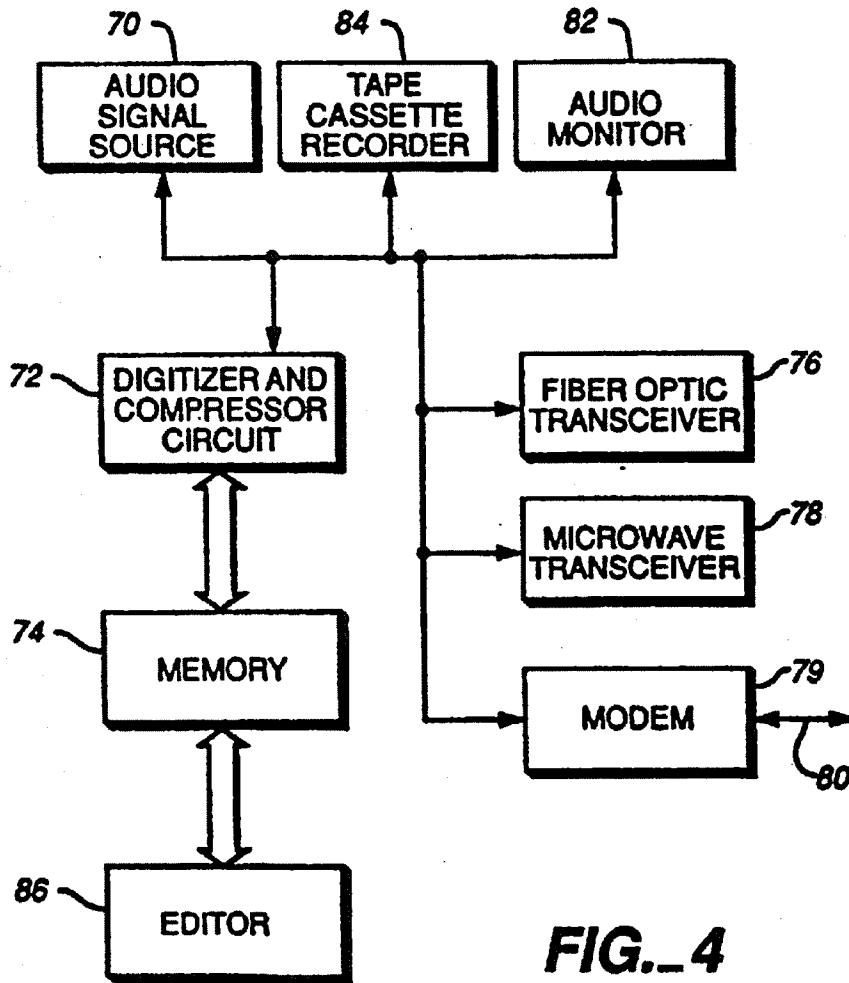 70
84
82
AUDIO
SIGNAL
SOURCE
TAPE
CASSETTE
RECORDER
AUDIO
MONITOR
72
DIGITIZER AND
COMPRESSOR
CIRCUIT
76
FIBER OPTIC
TRANSCEIVER
78
MICROWAVE
TRANSCEIVER
74
MEMORY
79
MODEM
80
86
EDITOR
FIG._4